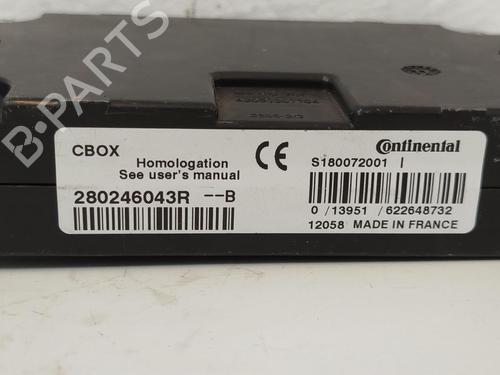 B-PARTS
CBOX
Homologation
See user's manual
CE
Continental
S180072001 |
280246043R --B
0 /13951 /622648732
12058 MADE IN FRANCE